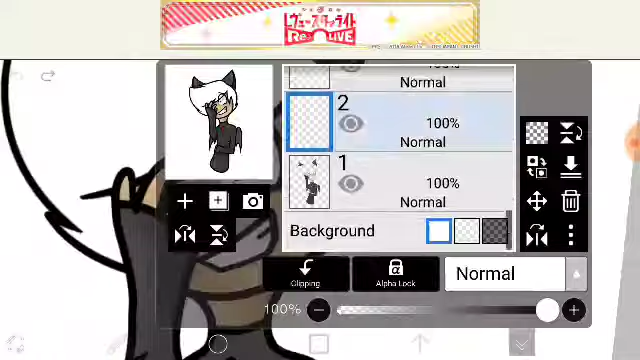 レヴュースタァライト
Re LIVE
100%
Normal
2
100%
Normal
1
100%
Normal
Background
Clipping
Alpha Lock
Normal
100%